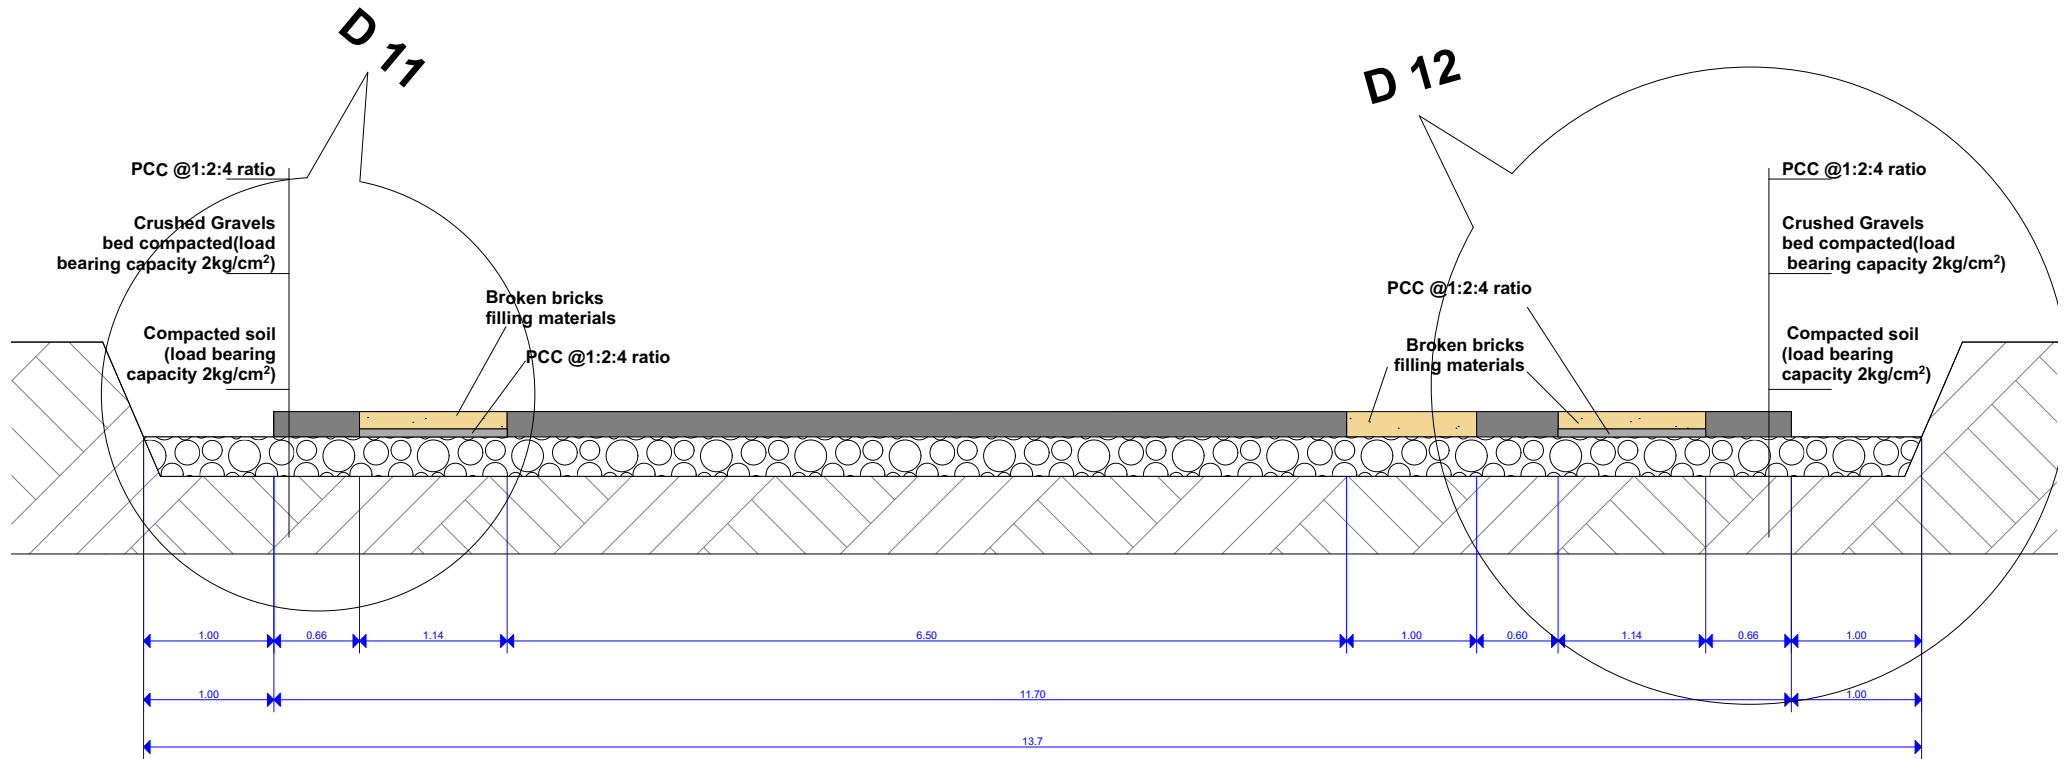 D 11
D 12
PCC @1:2:4 ratio
Crushed Gravels
bed compacted(load
bearing capacity 2kg/cm²)
Compacted soil
(load bearing
capacity 2kg/cm²)
Broken bricks
filling materials
PCC @1:2:4 ratio
PCC @1:2:4 ratio
Broken bricks
filling materials
PCC @1:2:4 ratio
Crushed Gravels
bed compacted(load
bearing capacity 2kg/cm²)
Compacted soil
(load bearing
capacity 2kg/cm²)
1.00 0.66 1.14 6.50 1.00 0.60 1.14 0.66 1.00
1.00 11.70 1.00
13.7